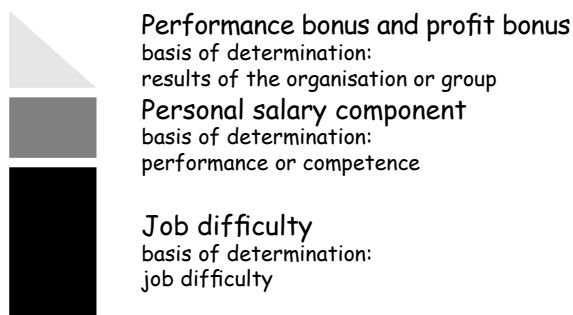 Performance bonus and profit bonus
basis of determination:
results of the organisation or group
Personal salary component
basis of determination:
performance or competence
Job difficulty
basis of determination:
job difficulty